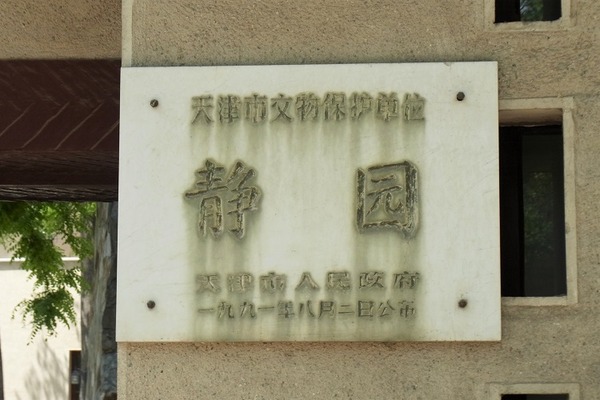 天津市文物保护单位
静园
天津市人民政府
一九九一年八月二日公布